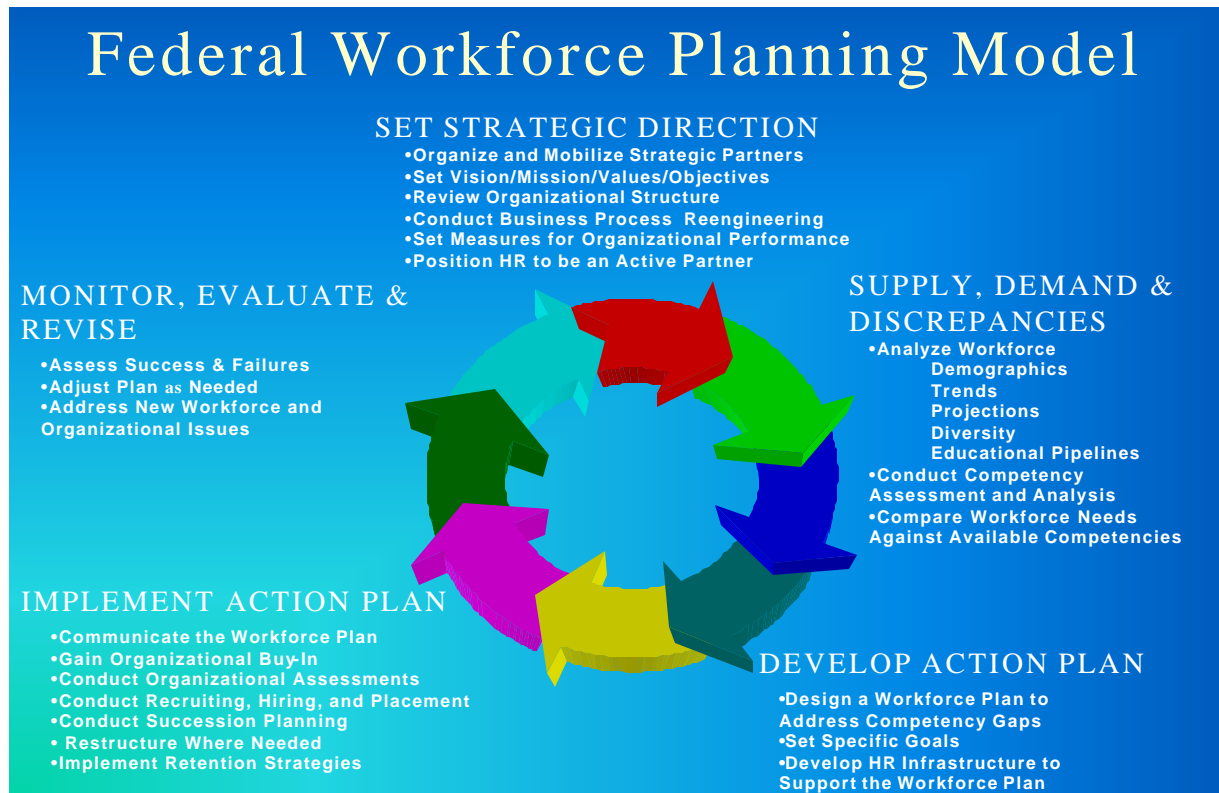 Federal Workforce Planning Model
SET STRATEGIC DIRECTION
•Organize and Mobilize Strategic Partners
•Set Vision/Mission/Values/Objectives
•Review Organizational Structure
•Conduct Business Process Reengineering
•Set Measures for Organizational Performance
•Position HR to be an Active Partner
SUPPLY, DEMAND &
DISCREPANCIES
•Analyze Workforce
Demographics
Trends
Projections
Diversity
Educational Pipelines
•Conduct Competency
Assessment and Analysis
•Compare Workforce Needs
Against Available Competencies
DEVELOP ACTION PLAN
•Design a Workforce Plan to
Address Competency Gaps
•Set Specific Goals
•Develop HR Infrastructure to
Support the Workforce Plan
IMPLEMENT ACTION PLAN
•Communicate the Workforce Plan
•Gain Organizational Buy-In
•Conduct Organizational Assessments
•Conduct Recruiting, Hiring, and Placement
•Conduct Succession Planning
• Restructure Where Needed
•Implement Retention Strategies
MONITOR, EVALUATE &
REVISE
•Assess Success & Failures
•Adjust Plan as Needed
•Address New Workforce and
Organizational Issues